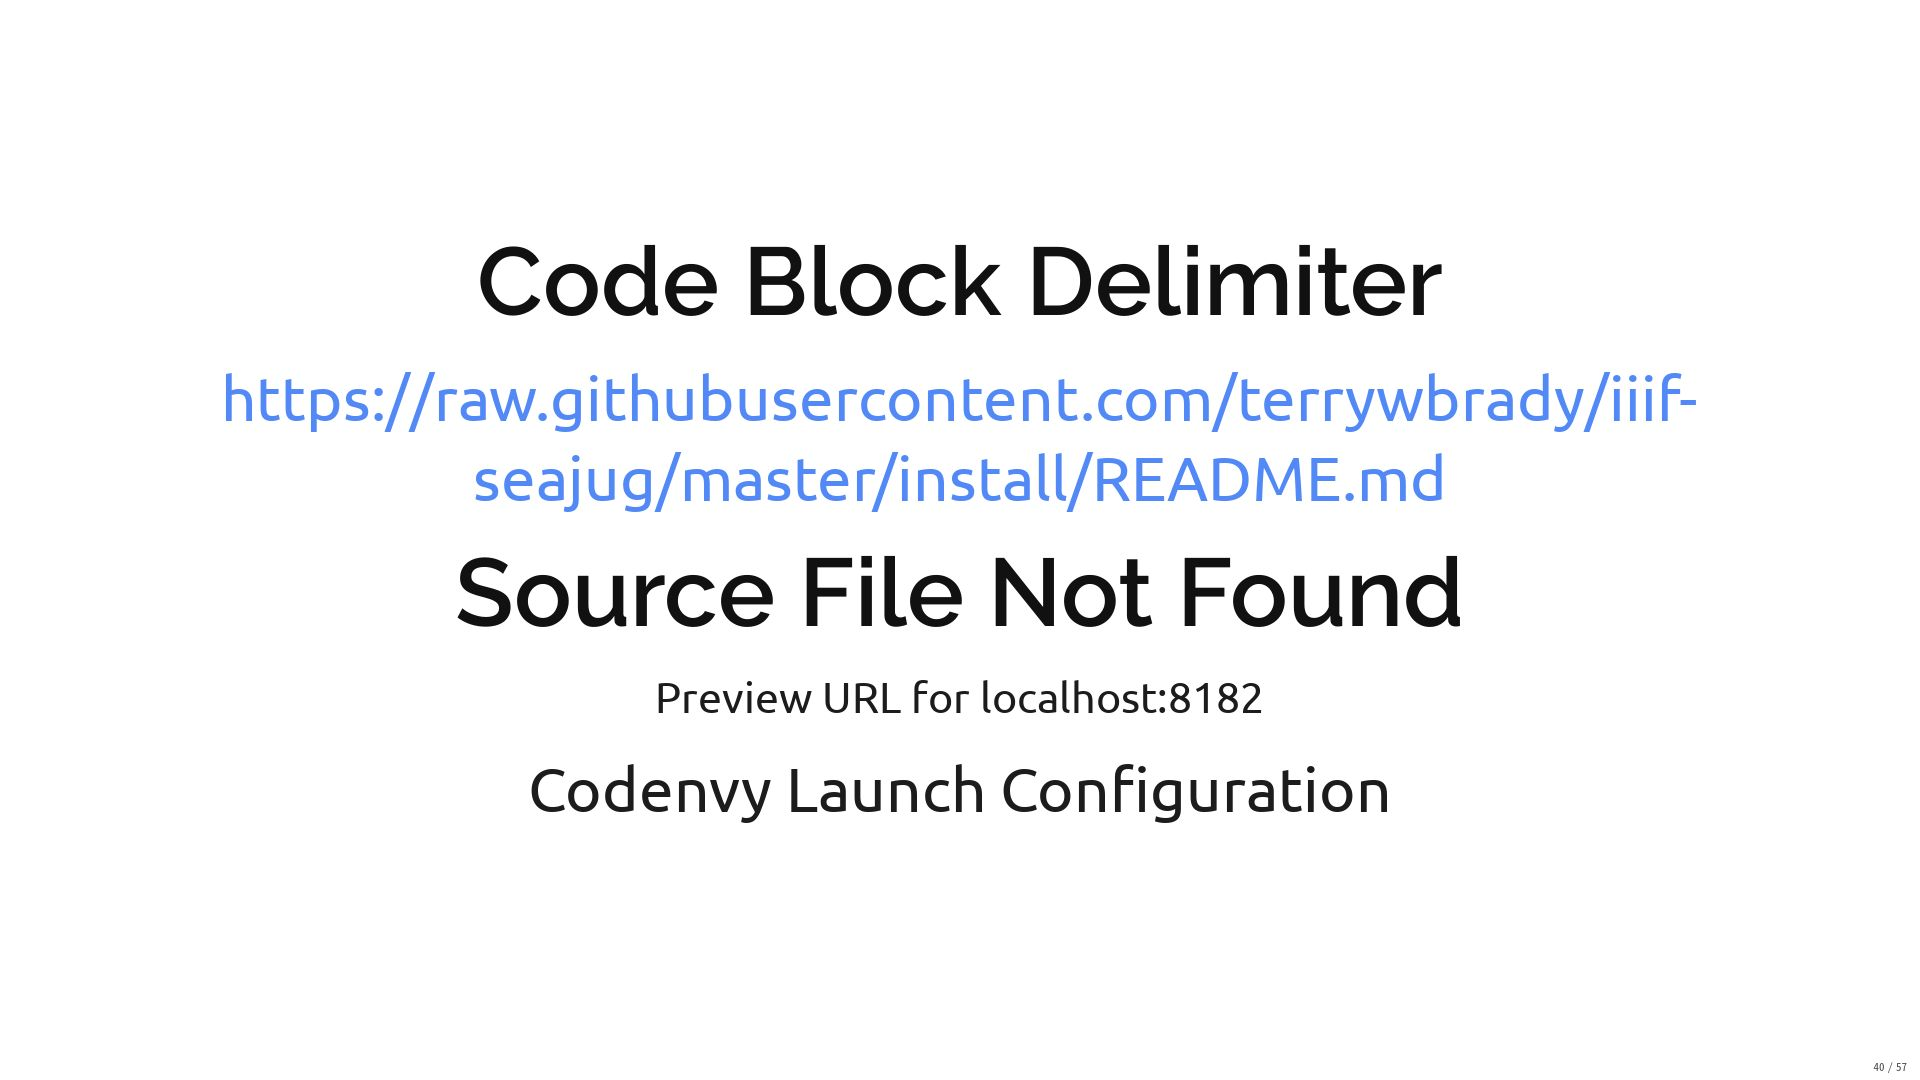 Code Block Delimiter
https://raw.githubusercontent.com/terrywbrady/iiif-
seajug/master/install/README.md
Source File Not Found
Preview URL for localhost:8182
Codenvy Launch Configuration
40 / 57